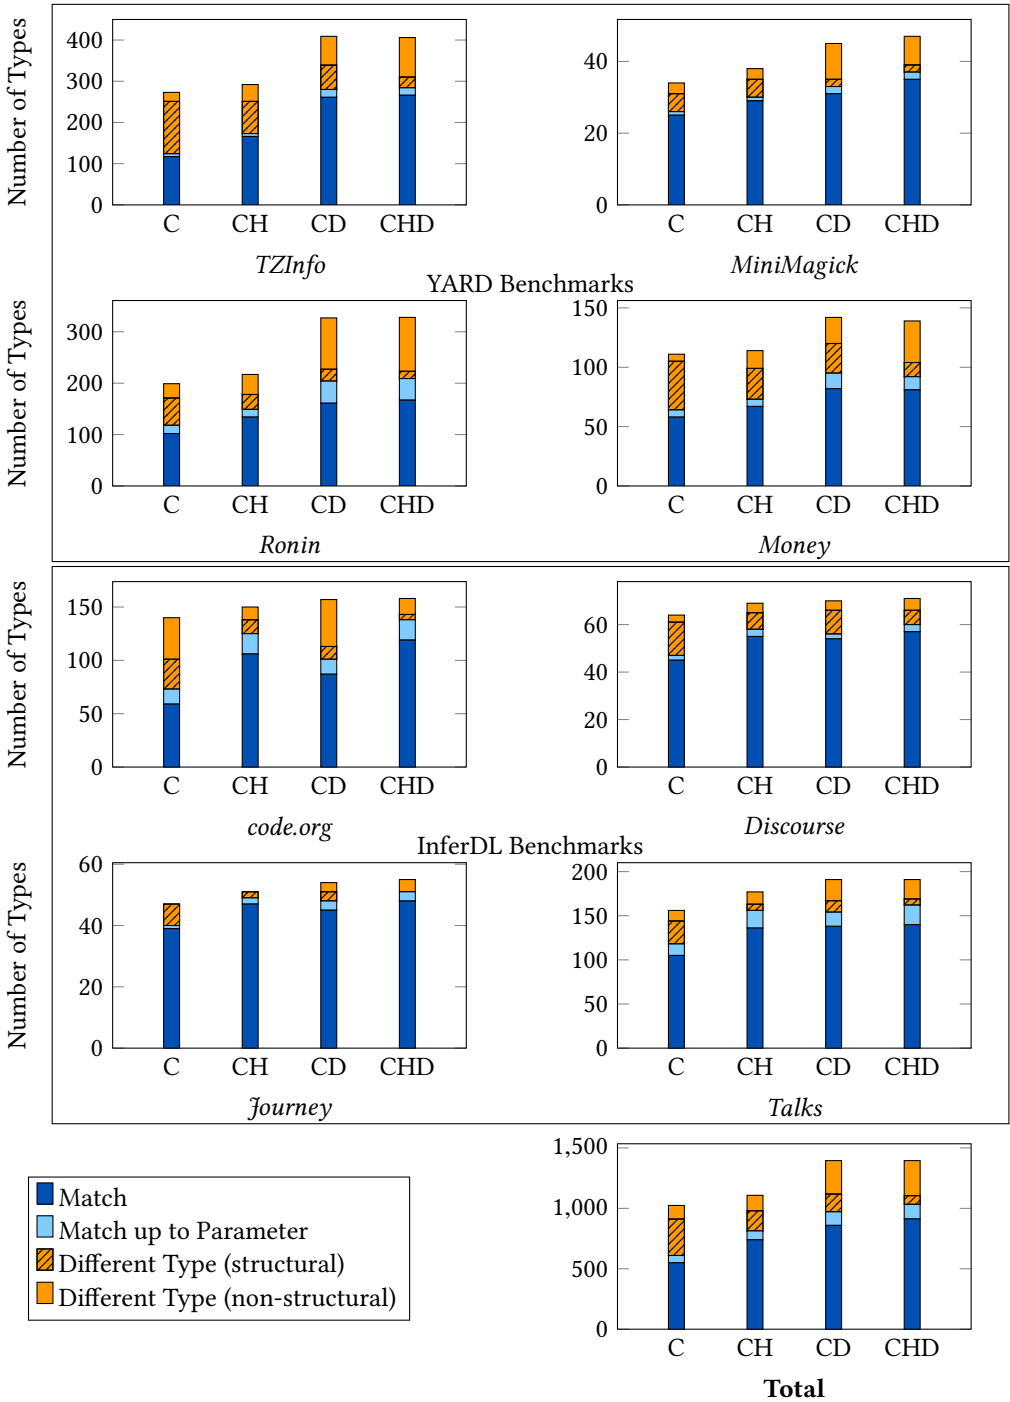 Number of Types
400
300
200
100
0
C CH CD CHD
TZInfo
40
20
0
C CH CD CHD
MiniMagick
YARD Benchmarks
Number of Types
300
200
100
0
C CH CD CHD
Ronin
150
100
50
0
C CH CD CHD
Money
Number of Types
150
100
50
0
C CH CD CHD
code.org
60
40
20
0
C CH CD CHD
Discourse
InferDL Benchmarks
Number of Types
60
40
20
0
C CH CD CHD
Journey
200
150
100
50
0
C CH CD CHD
Talks
Match
Match up to Parameter
Different Type (structural)
Different Type (non-structural)
1,500
1,000
500
0
C CH CD CHD
Total